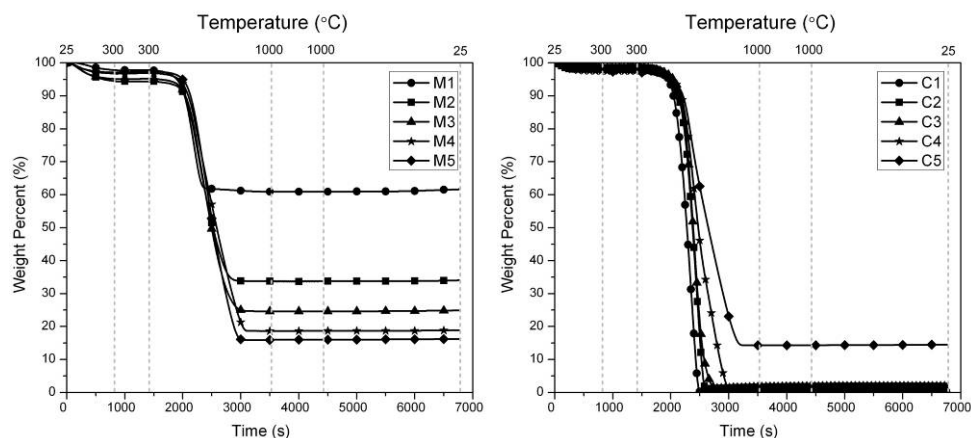 Temperature (°C)
25 300 300 1000 1000 25
100
90
80
70
60
50
40
30
20
10
0
Weight Percent (%)
M1
M2
M3
M4
M5
0 1000 2000 3000 4000 5000 6000 7000
Time (s)
Temperature (°C)
25 300 300 1000 1000 25
100
90
80
70
60
50
40
30
20
10
0
Weight Percent (%)
C1
C2
C3
C4
C5
0 1000 2000 3000 4000 5000 6000 7000
Time (s)